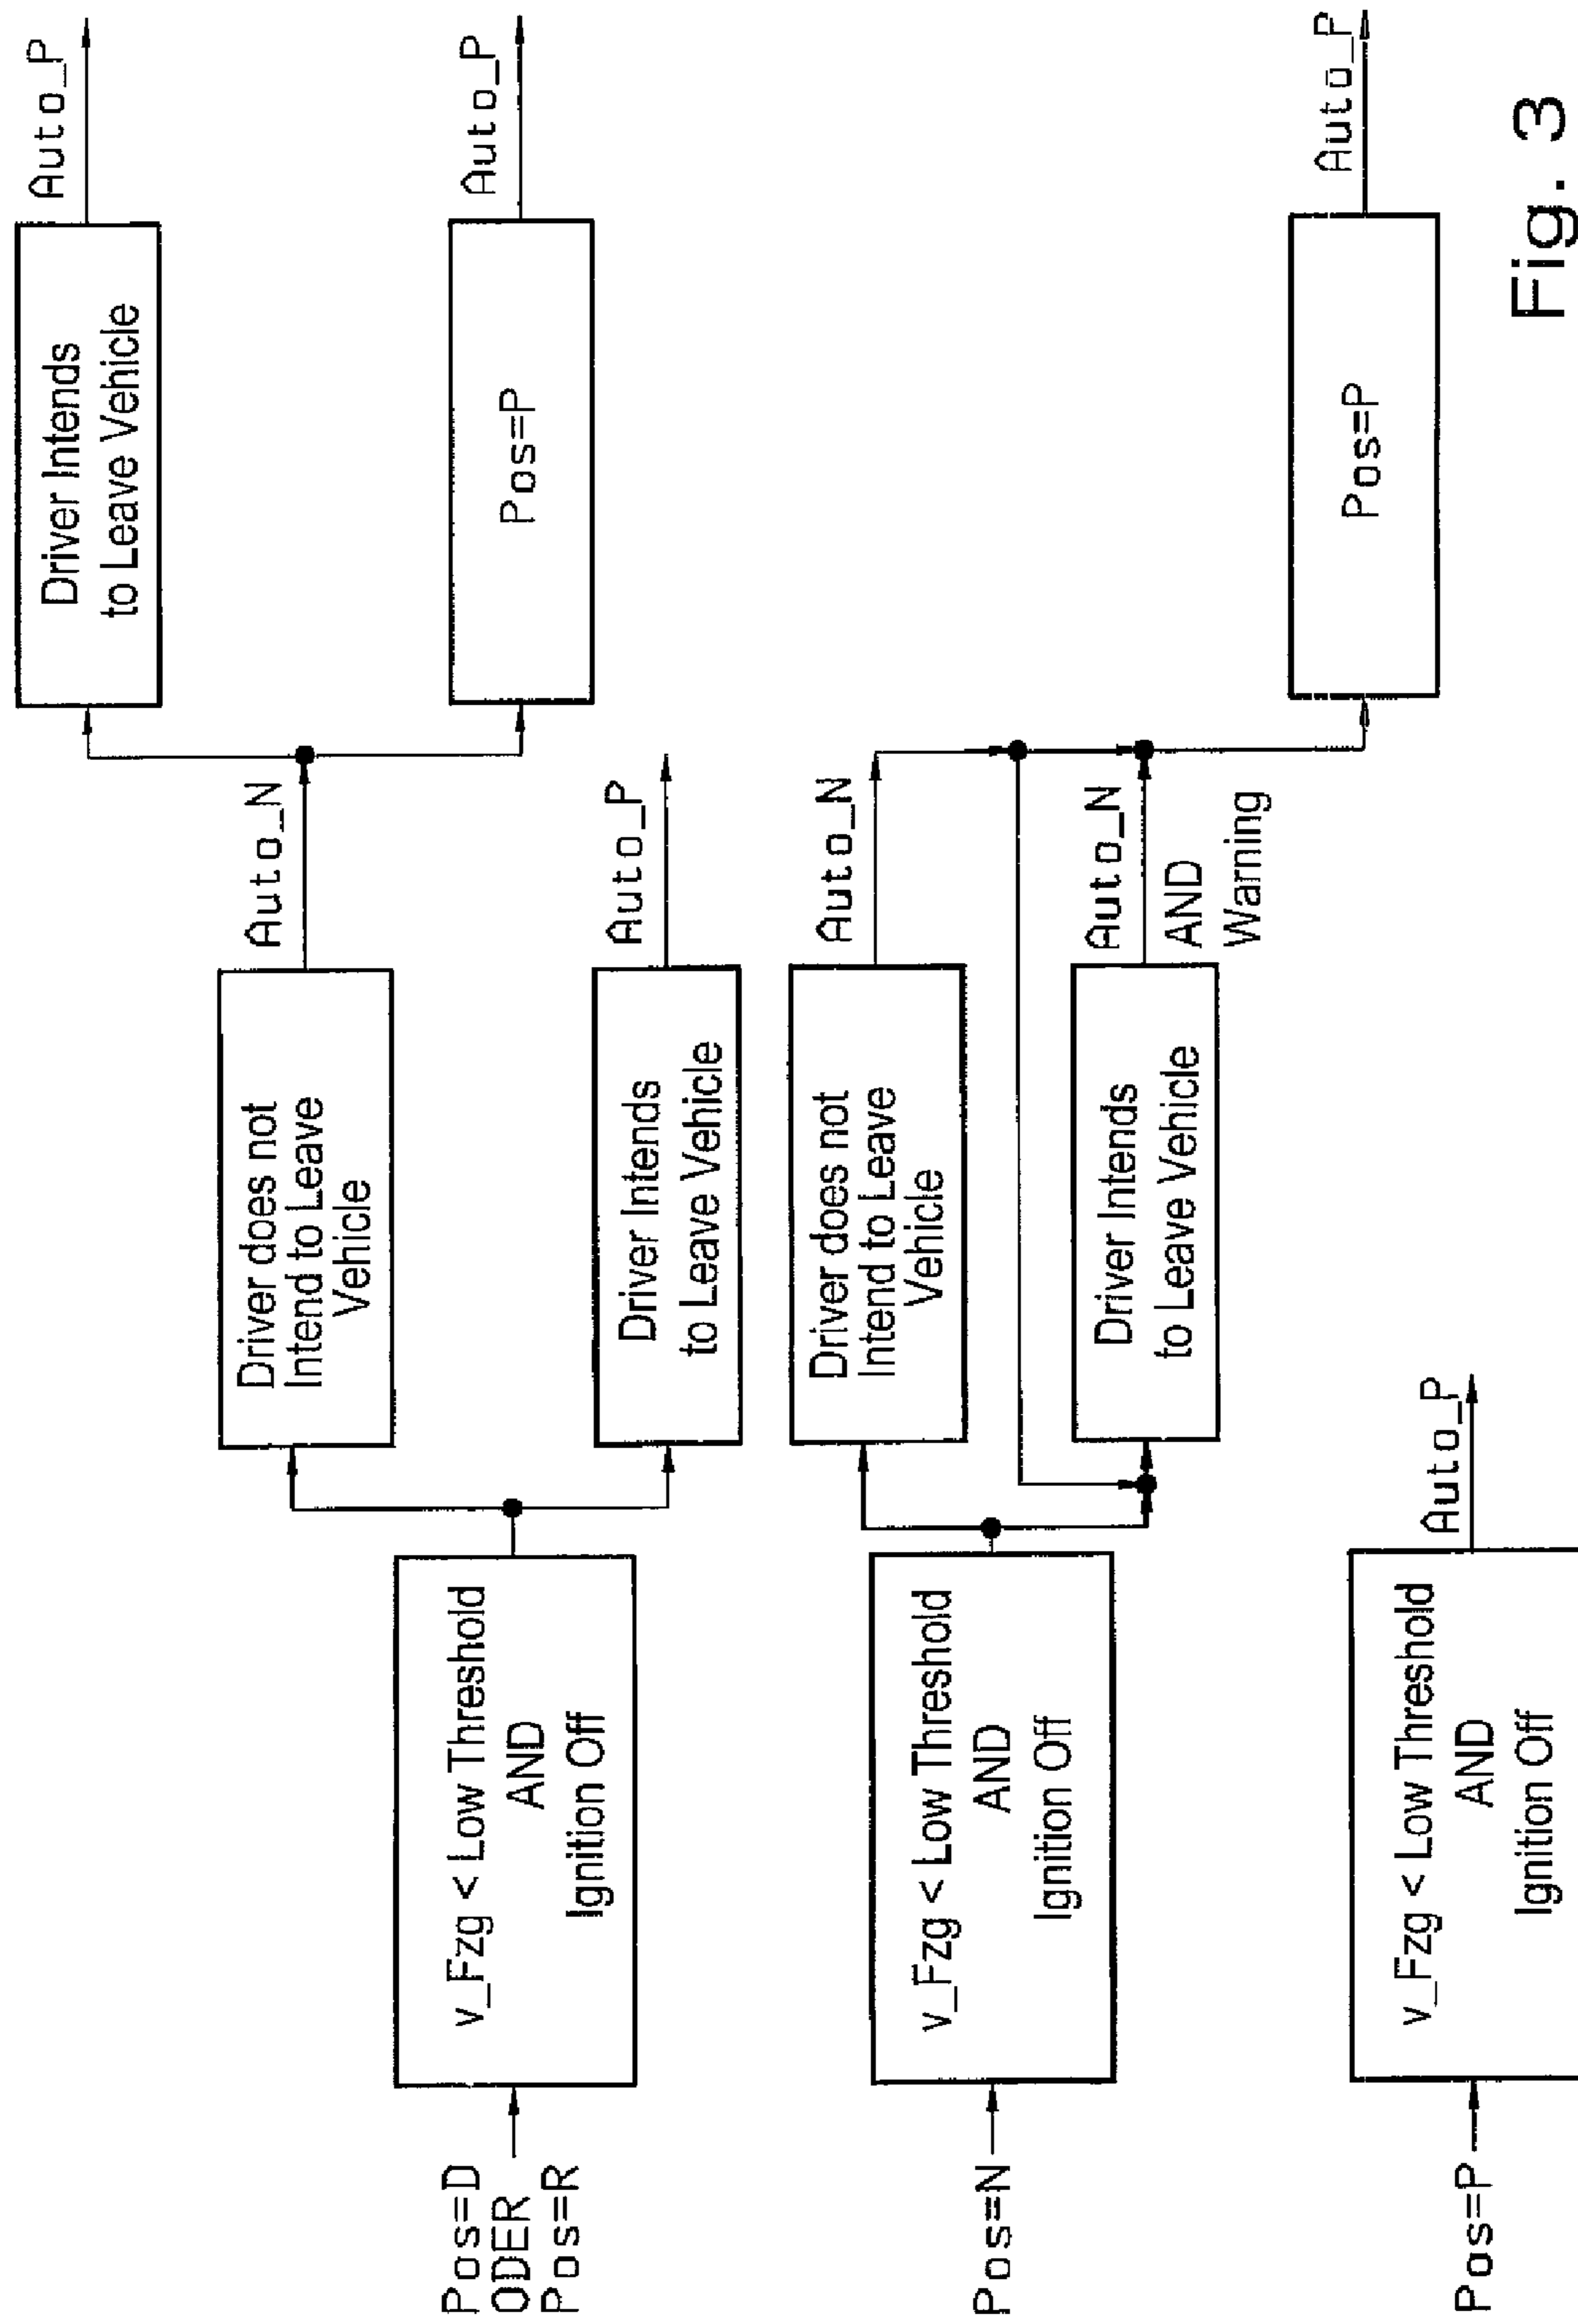 Pos=D
ODER
Pos=R
v_Fzg < Low Threshold
AND
Ignition Off
Driver does not
Intend to Leave
Vehicle
Auto_N
Driver Intends
to Leave Vehicle
Auto_P
Pos=P
Auto_P
Driver Intends
to Leave Vehicle
Auto_P
Pos=N
v_Fzg < Low Threshold
AND
Ignition Off
Driver does not
Intend to Leave
Vehicle
Auto_N
Driver Intends
to Leave Vehicle
Auto_N
AND
Warning
Pos=P
Auto_P
Pos=P
v_Fzg < Low Threshold
AND
Ignition Off
Auto_P
Fig. 3